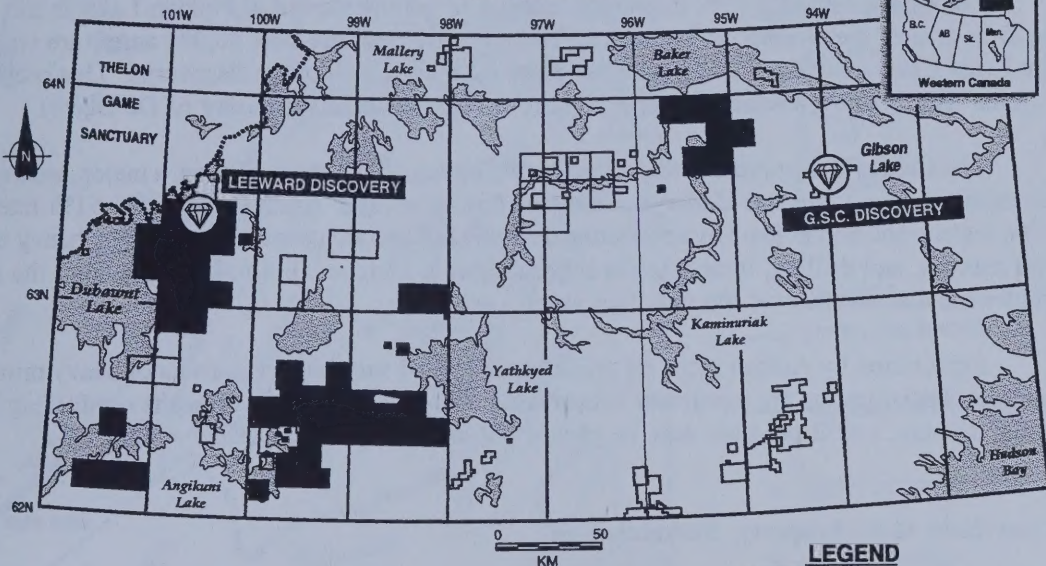 101W 100W 99W 98W 97W 96W 95W 94W
B.C. AB Sk. Man.
Western Canada
64N
THELON
GAME
SANCTUARY
Mallery
Lake
Baker
Lake
Gibson
Lake
LEEWARD DISCOVERY
G.S.C. DISCOVERY
63N
Dubawnt
Lake
Kaminuriak
Lake
Yathkyed
Lake
Angikuni
Lake
Hudson
Bay
62N
0 50
KM
LEGEND